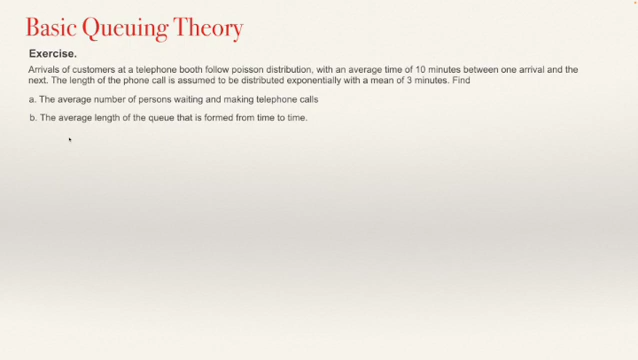 Basic Queuing Theory
Exercise.
Arrivals of customers at a telephone booth follow poisson distribution, with an average time of 10 minutes between one arrival and the
next. The length of the phone call is assumed to be distributed exponentially with a mean of 3 minutes. Find
a. The average number of persons waiting and making telephone calls
b. The average length of the queue that is formed from time to time.